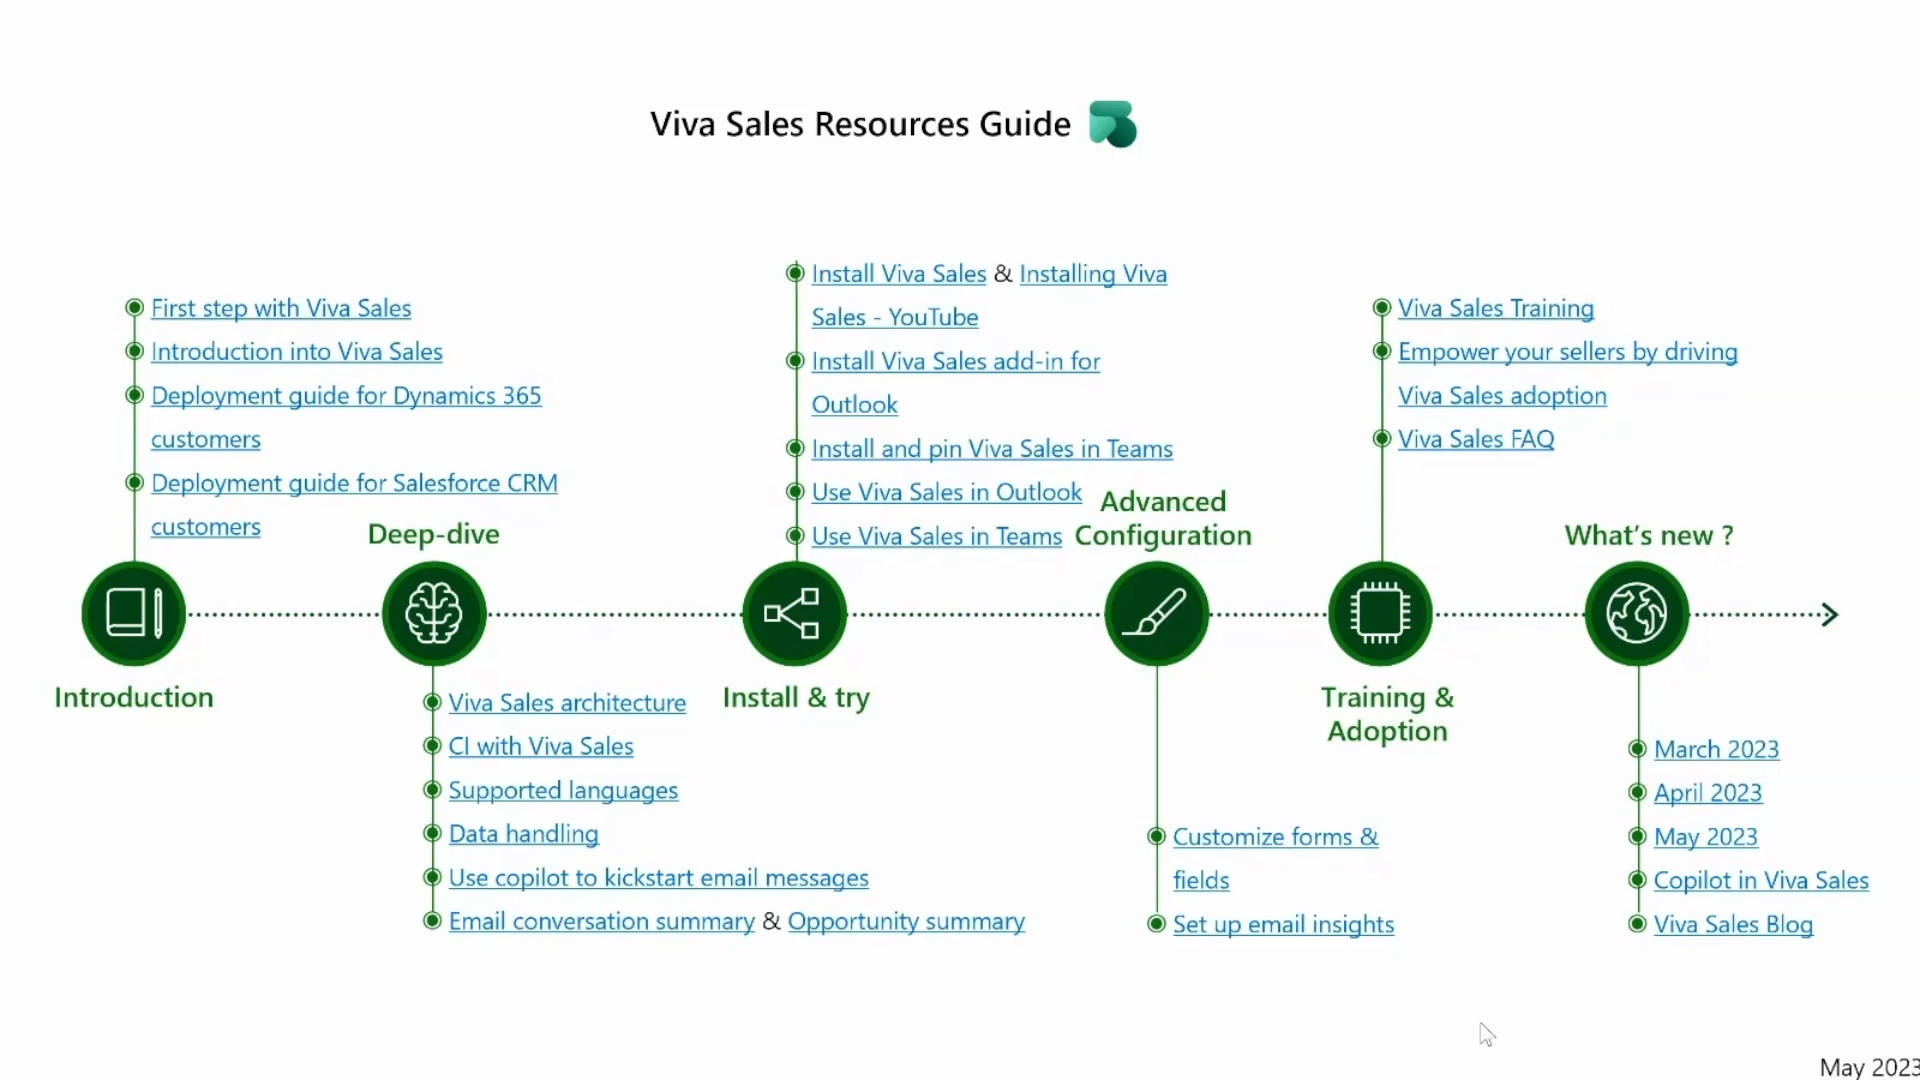 Viva Sales Resources Guide
First step with Viva Sales
Introduction into Viva Sales
Deployment guide for Dynamics 365
customers
Deployment guide for Salesforce CRM
customers
Introduction
Deep-dive
Viva Sales architecture
CI with Viva Sales
Supported languages
Data handling
Use copilot to kickstart email messages
Email conversation summary & Opportunity summary
Install Viva Sales & Installing Viva
Sales - YouTube
Install Viva Sales add-in for
Outlook
Install and pin Viva Sales in Teams
Use Viva Sales in Outlook
Use Viva Sales in Teams
Install & try
Advanced
Configuration
Customize forms &
fields
Set up email insights
Viva Sales Training
Empower your sellers by driving
Viva Sales adoption
Viva Sales FAQ
Training &
Adoption
What's new ?
March 2023
April 2023
May 2023
Copilot in Viva Sales
Viva Sales Blog
May 2023